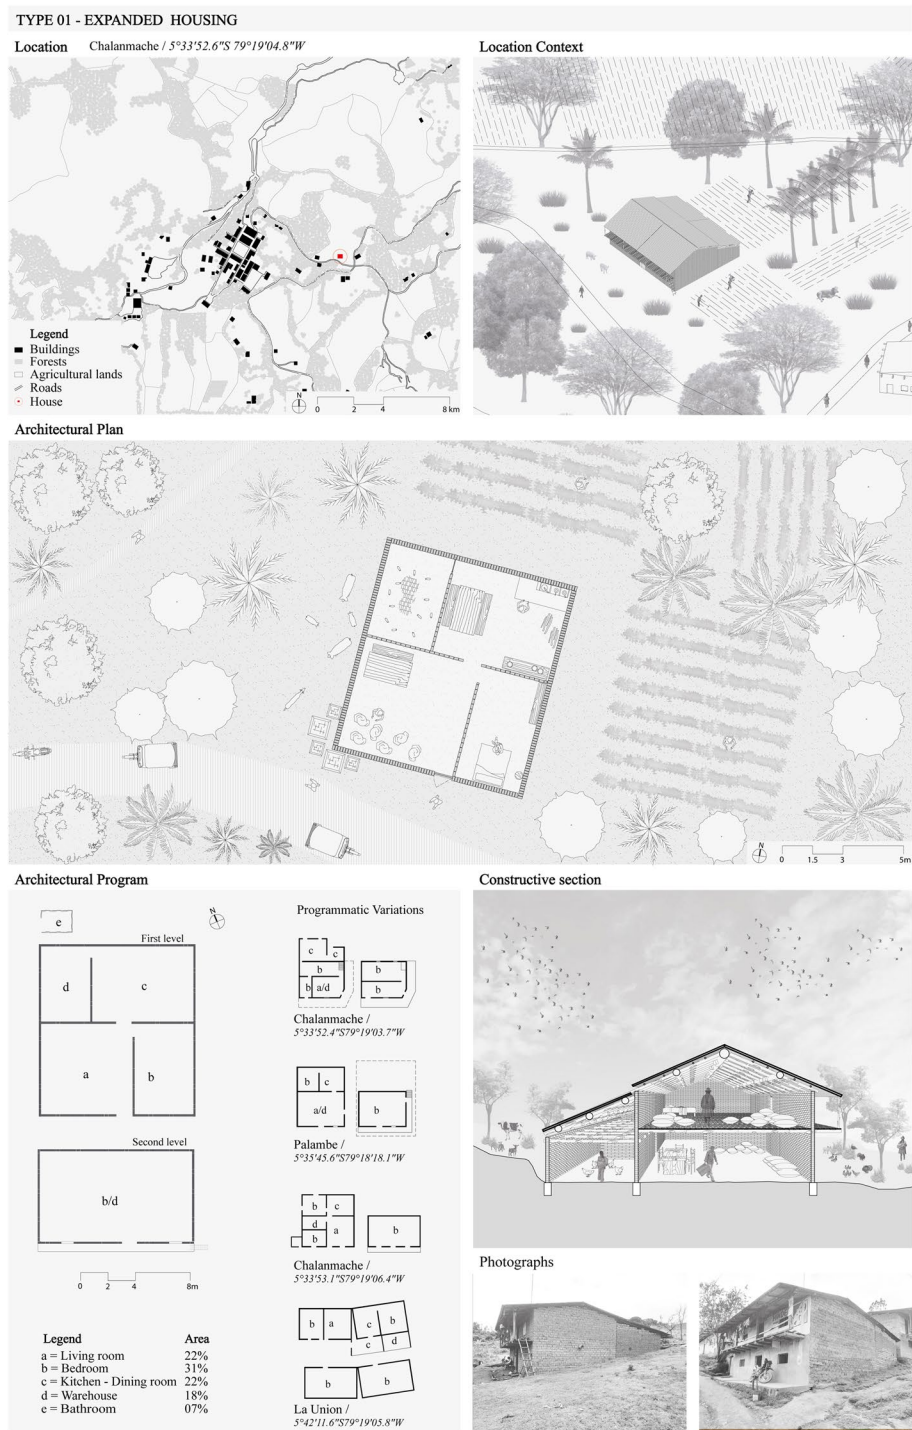 TYPE 01 - EXPANDED HOUSING
Location
Chalanmache / 5°33'52.6"S 79°19'04.8"W
Legend
Buildings
Forests
Agricultural lands
Roads
House
N
0 2 4 8 km
Location Context
Architectural Plan
N
0 1.5 3 5m
Architectural Program
N
e
First level
d
c
a
b
Second level
b/d
0 2 4 8m
Legend Area
a = Living room 22%
b = Bedroom 31%
c = Kitchen - Dining room 22%
d = Warehouse 18%
e = Bathroom 07%
Programmatic Variations
c
c
b
b a/d
b
b
Chalanmache /
5°33'52.4"S79°19'03.7"W
b c
a/d
b
Palambe /
5°35'45.6"S79°18'18.1"W
b c
d
a
b
b
Chalanmache /
5°33'53.1"S79°19'06.4"W
b a
c b
c d
b
b
La Union /
5°42'11.6"S79°19'05.8"W
Constructive section
Photographs